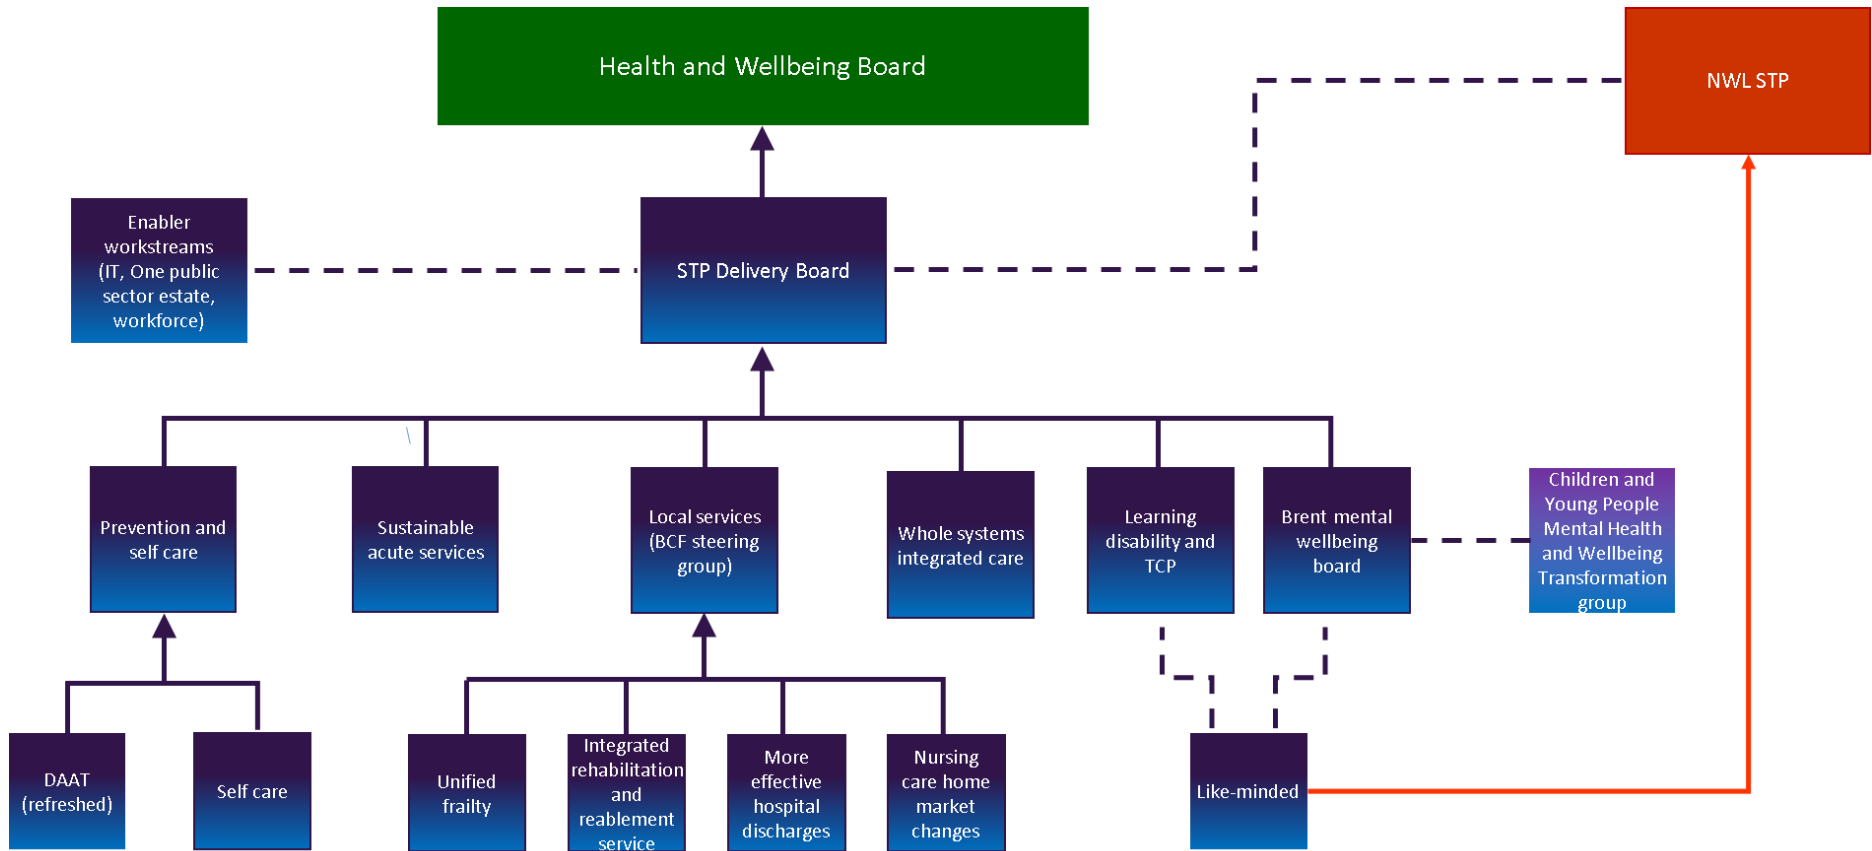 Health and Wellbeing Board
NWL STP
Enabler
workstreams
(IT, One public
sector estate,
workforce)
STP Delivery Board
Prevention and
self care
Sustainable
acute services
Local services
(BCF steering
group)
Whole systems
integrated care
Learning
disability and
TCP
Brent mental
wellbeing
board
Children and
Young People
Mental Health
and Wellbeing
Transformation
group
DAAT
(refreshed)
Self care
Unified
frailty
Integrated
rehabilitation
and
reablement
service
More
effective
hospital
discharges
Nursing
care home
market
changes
Like-minded